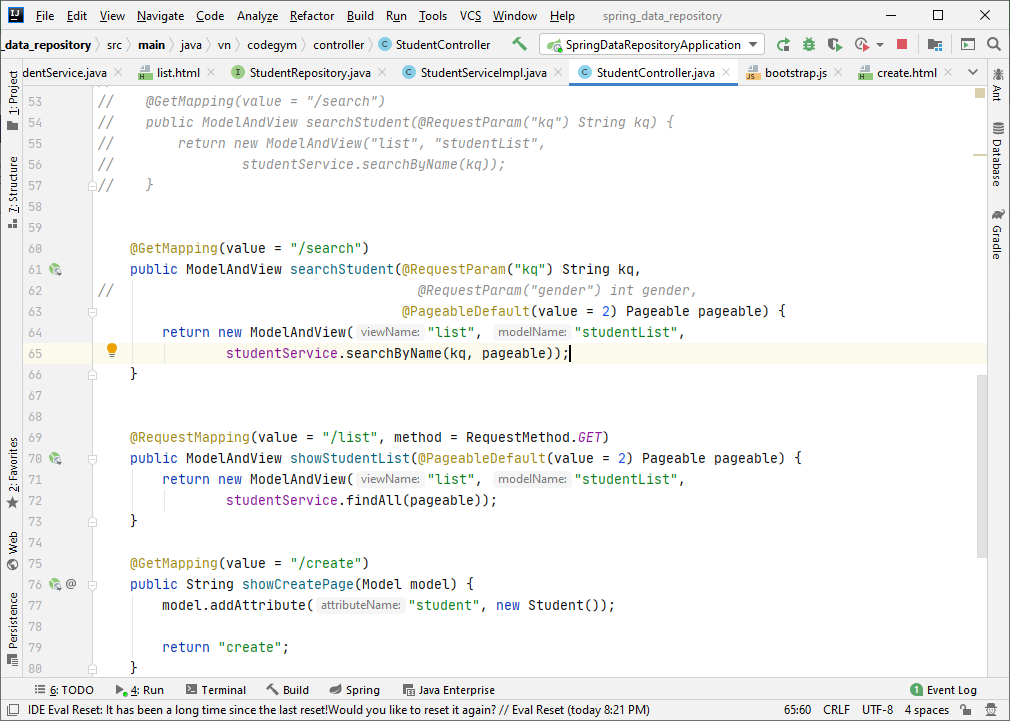 File Edit View Navigate Code Analyze Refactor Build Run Tools VCS Window Help spring_data_repository
_data_repository src main java vn codegym controller StudentController SpringDataRepositoryApplication
dentService.java list.html StudentRepository.java StudentServiceImpl.java StudentController.java bootstrap.js create.html
1: Project
7: Structure
2: Favorites
Web
Persistence
53 // @GetMapping(value = "/search")
54 // public ModelAndView searchStudent(@RequestParam("kq") String kq) {
55 // return new ModelAndView("list", "studentList",
56 // studentService.searchByName(kq));
57 // }
58
59
60 @GetMapping(value = "/search")
61 public ModelAndView searchStudent(@RequestParam("kq") String kq,
62 // @RequestParam("gender") int gender,
63 @PageableDefault(value = 2) Pageable pageable) {
64 return new ModelAndView( viewName: "list", modelName: "studentList",
65 studentService.searchByName(kq, pageable));
66 }
67
68
69 @RequestMapping(value = "/list", method = RequestMethod.GET)
70 public ModelAndView showStudentList(@PageableDefault(value = 2) Pageable pageable) {
71 return new ModelAndView( viewName: "list", modelName: "studentList",
72 studentService.findAll(pageable));
73 }
74
75 @GetMapping(value = "/create")
76 @ public String showCreatePage(Model model) {
77 model.addAttribute( attributeName: "student", new Student());
78
79 return "create";
80 }
Ant
Database
Gradle
6: TODO 4: Run Terminal Build Spring Java Enterprise 1 Event Log
IDE Eval Reset: It has been a long time since the last reset!Would you like to reset it again? // Eval Reset (today 8:21 PM) 65:60 CRLF UTF-8 4 spaces